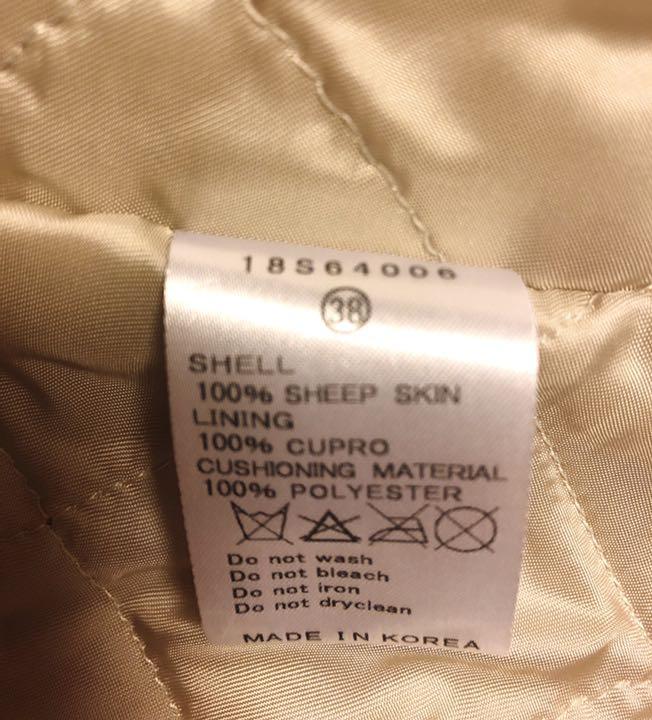 18S64006
38
SHELL
100% SHEEP SKIN
LINING
100% CUPRO
CUSHIONING MATERIAL
100% POLYESTER
Do not wash
Do not bleach
Do not iron
Do not dryclean
MADE IN KOREA